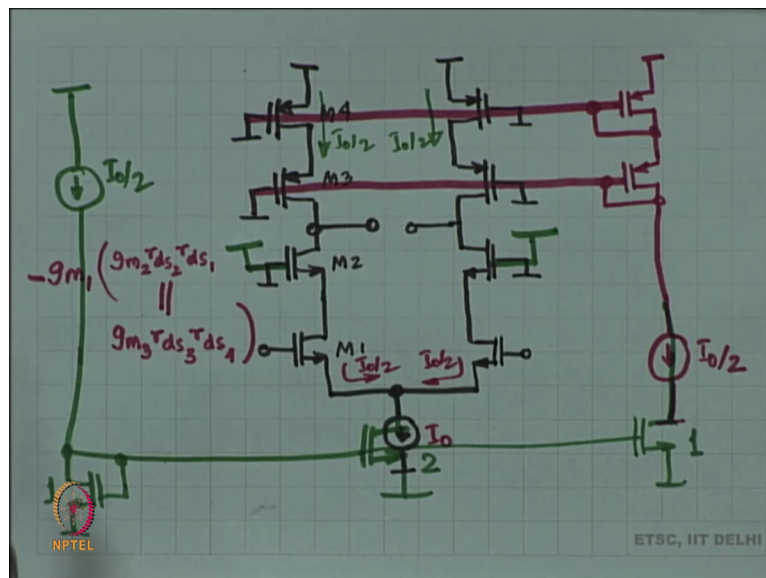 M4
I0/2
I0/2
I0/2
M3
-gm1 (gm2 rds2 rds1
||
gm3 rds3 rds4)
M2
M1
I0/2
I0/2
I0/2
I0
1
2
1
NPTEL
ETSC, IIT DELHI